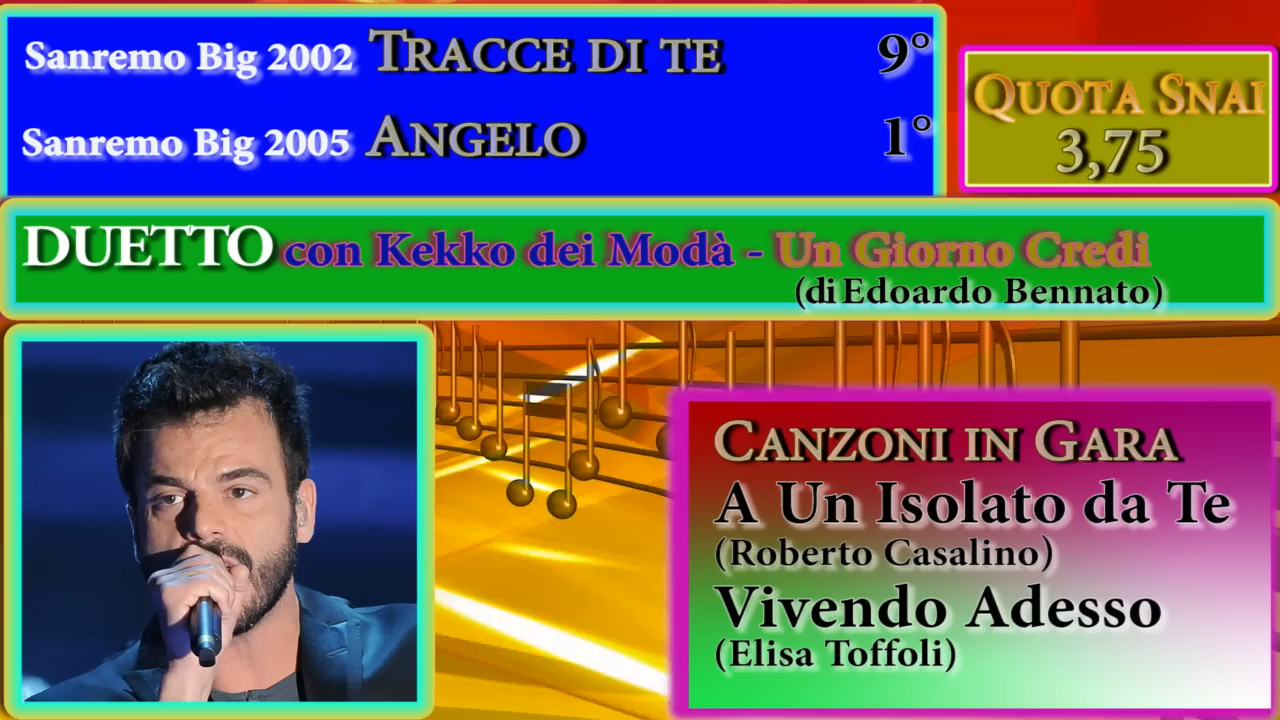 Sanremo Big 2002 TRACCE DI TE 9°
Sanremo Big 2005 ANGELO 1°
QUOTA SNAI
3,75
DUETTO con Kekko dei Modà - Un Giorno Credi
(di Edoardo Bennato)
CANZONI IN GARA
A Un Isolato da Te
(Roberto Casalino)
Vivendo Adesso
(Elisa Toffoli)